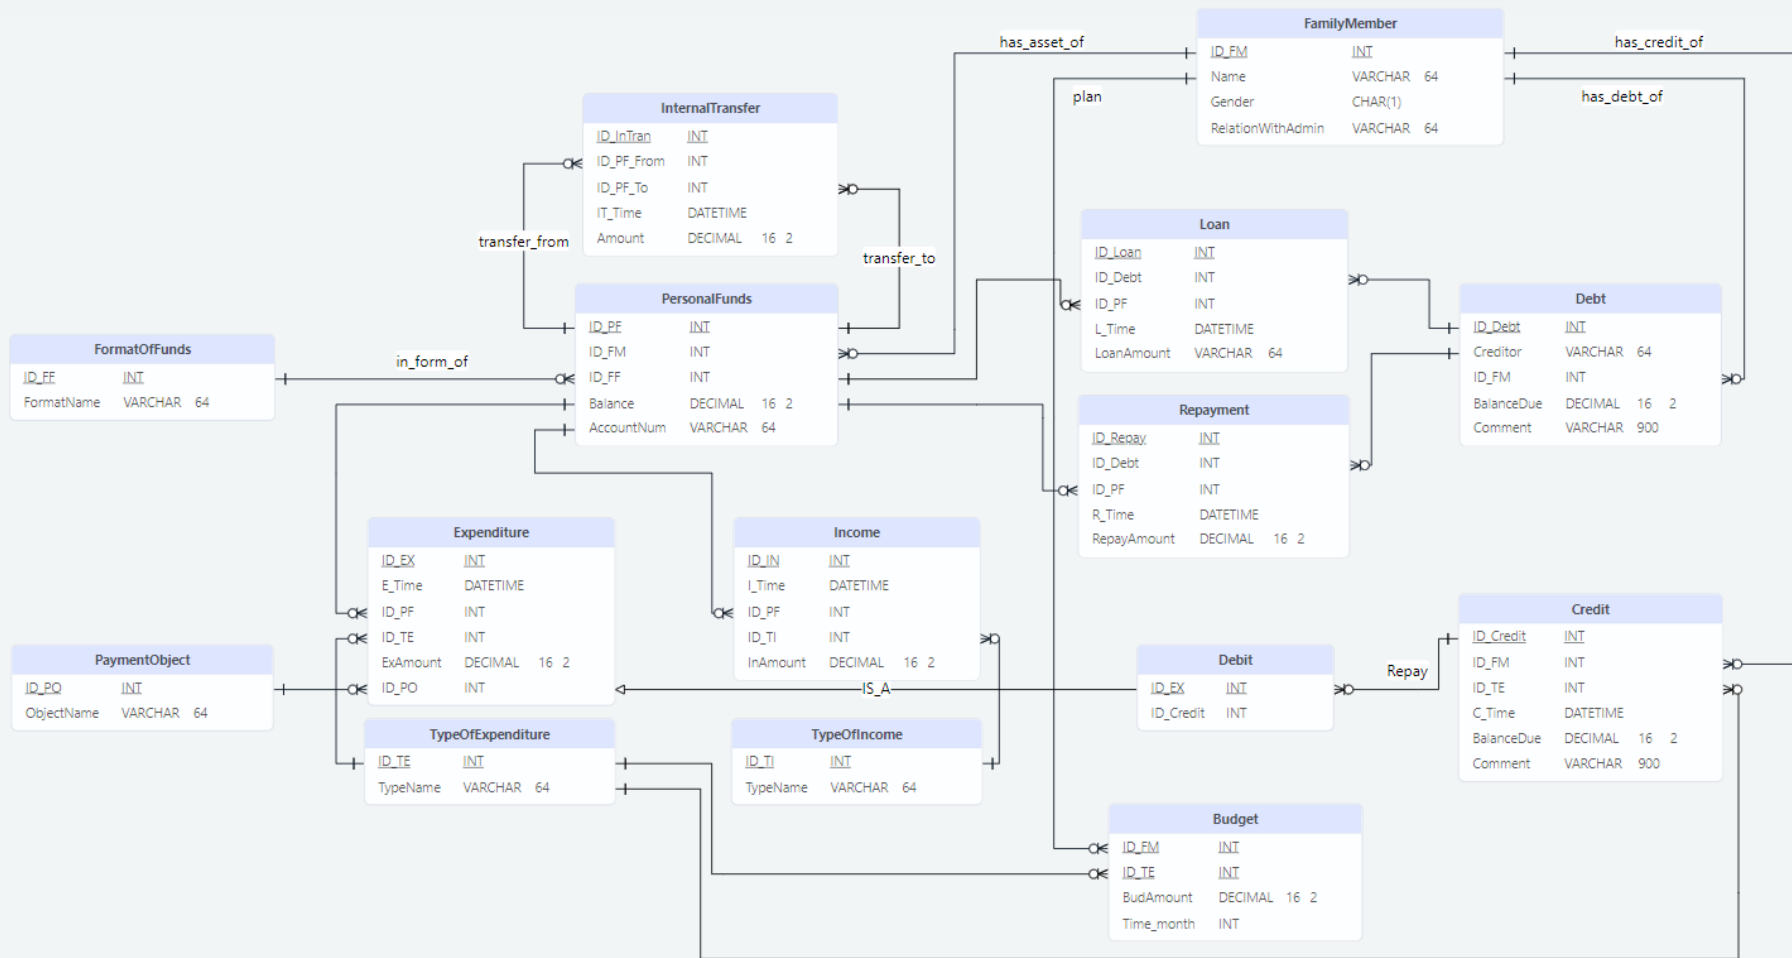 FamilyMember
ID_FM INT
Name VARCHAR 64
Gender CHAR(1)
RelationWithAdmin VARCHAR 64
has_asset_of
has_credit_of
plan
has_debt_of
InternalTransfer
ID_InTran INT
ID_PF_From INT
ID_PF_To INT
IT_Time DATETIME
Amount DECIMAL 16 2
transfer_from
transfer_to
Loan
ID_Loan INT
ID_Debt INT
ID_PF INT
L_Time DATETIME
LoanAmount VARCHAR 64
PersonalFunds
ID_PF INT
ID_FM INT
ID_FF INT
Balance DECIMAL 16 2
AccountNum VARCHAR 64
Debt
ID_Debt INT
Creditor VARCHAR 64
ID_FM INT
BalanceDue DECIMAL 16 2
Comment VARCHAR 900
FormatOfFunds
ID_FF INT
FormatName VARCHAR 64
in_form_of
Repayment
ID_Repay INT
ID_Debt INT
ID_PF INT
R_Time DATETIME
RepayAmount DECIMAL 16 2
Expenditure
ID_EX INT
E_Time DATETIME
ID_PF INT
ID_TE INT
ExAmount DECIMAL 16 2
ID_PO INT
Income
ID_IN INT
I_Time DATETIME
ID_PF INT
ID_TI INT
InAmount DECIMAL 16 2
IS_A
Credit
ID_Credit INT
ID_FM INT
ID_TE INT
C_Time DATETIME
BalanceDue DECIMAL 16 2
Comment VARCHAR 900
PaymentObject
ID_PO INT
ObjectName VARCHAR 64
Debit
ID_EX INT
ID_Credit INT
Repay
TypeOfExpenditure
ID_TE INT
TypeName VARCHAR 64
TypeOfIncome
ID_TI INT
TypeName VARCHAR 64
Budget
ID_FM INT
ID_TE INT
BudAmount DECIMAL 16 2
Time_month INT